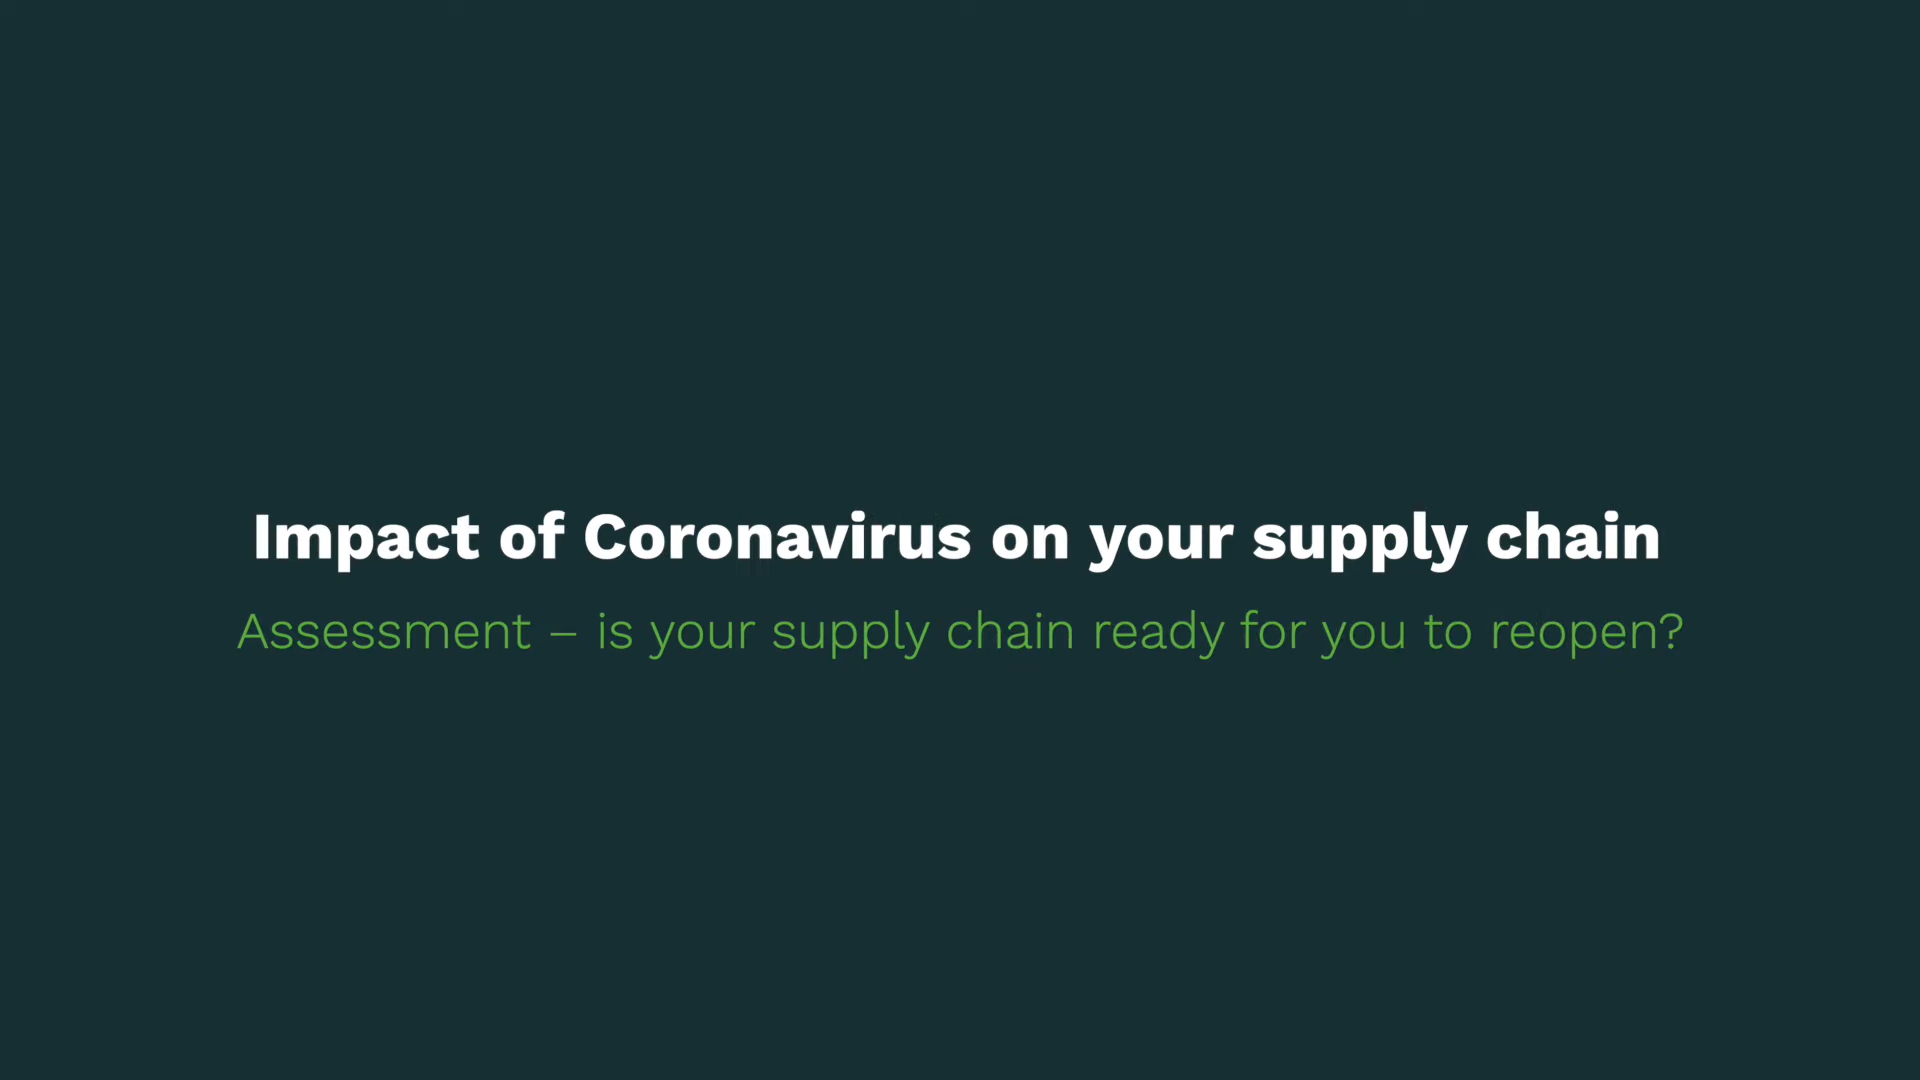 Impact of Coronavirus on your supply chain
Assessment – is your supply chain ready for you to reopen?